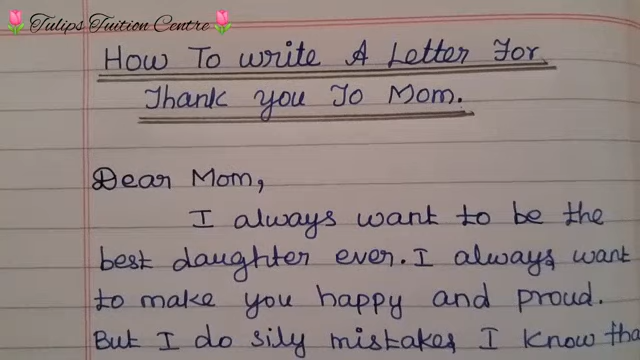 🌷Tulips Tuition Centre🌷
How To write A Letter For
Thank you To Mom.
Dear Mom,
I always want to be the
best daughter ever. I always want
to make you happy and proud.
But I do sily mistakes I know tha